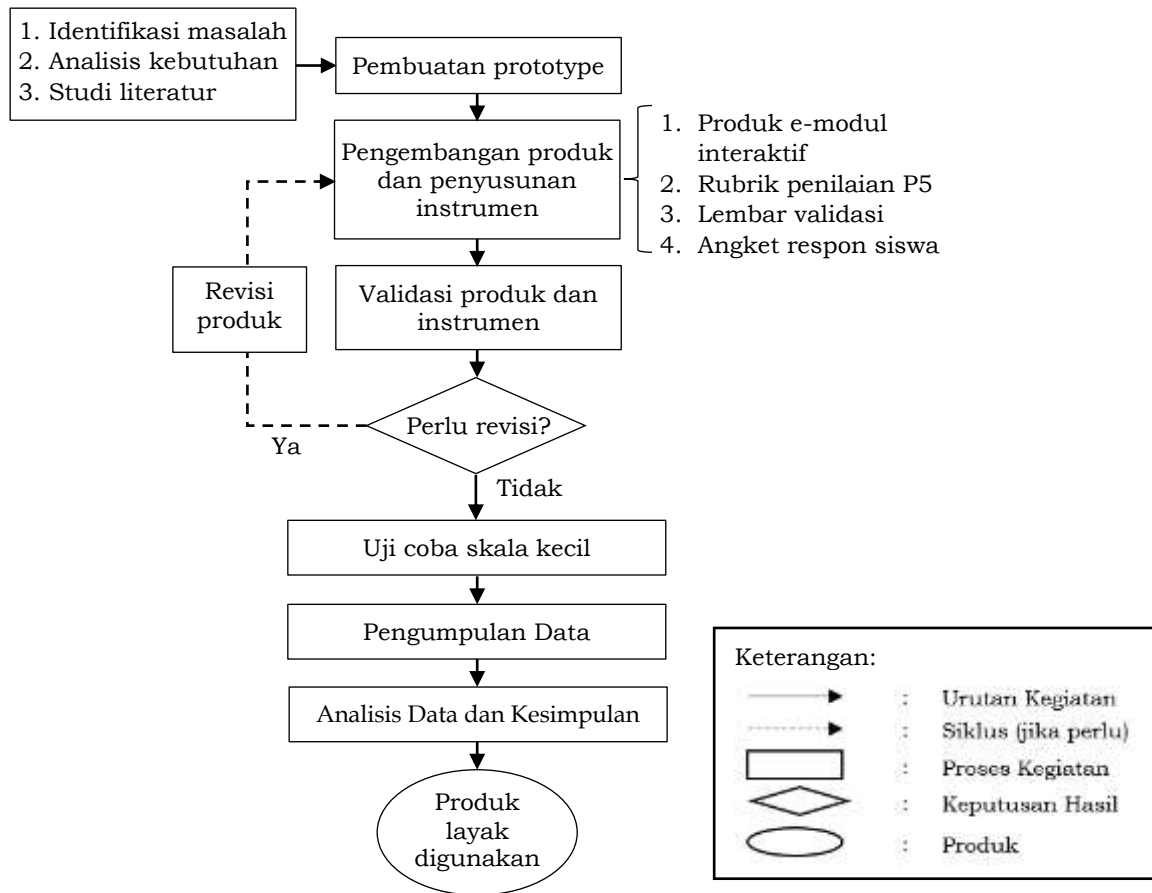 1. Identifikasi masalah
2. Analisis kebutuhan
3. Studi literatur
Pembuatan prototype
Pengembangan produk
dan penyusunan
instrumen
1. Produk e-modul
interaktif
2. Rubrik penilaian P5
3. Lembar validasi
4. Angket respon siswa
Revisi
produk
Validasi produk dan
instrumen
Perlu revisi?
Ya
Tidak
Uji coba skala kecil
Pengumpulan Data
Analisis Data dan Kesimpulan
Produk
layak
digunakan
Keterangan:
: Urutan Kegiatan
: Siklus (jika perlu)
: Proses Kegiatan
: Keputusan Hasil
: Produk